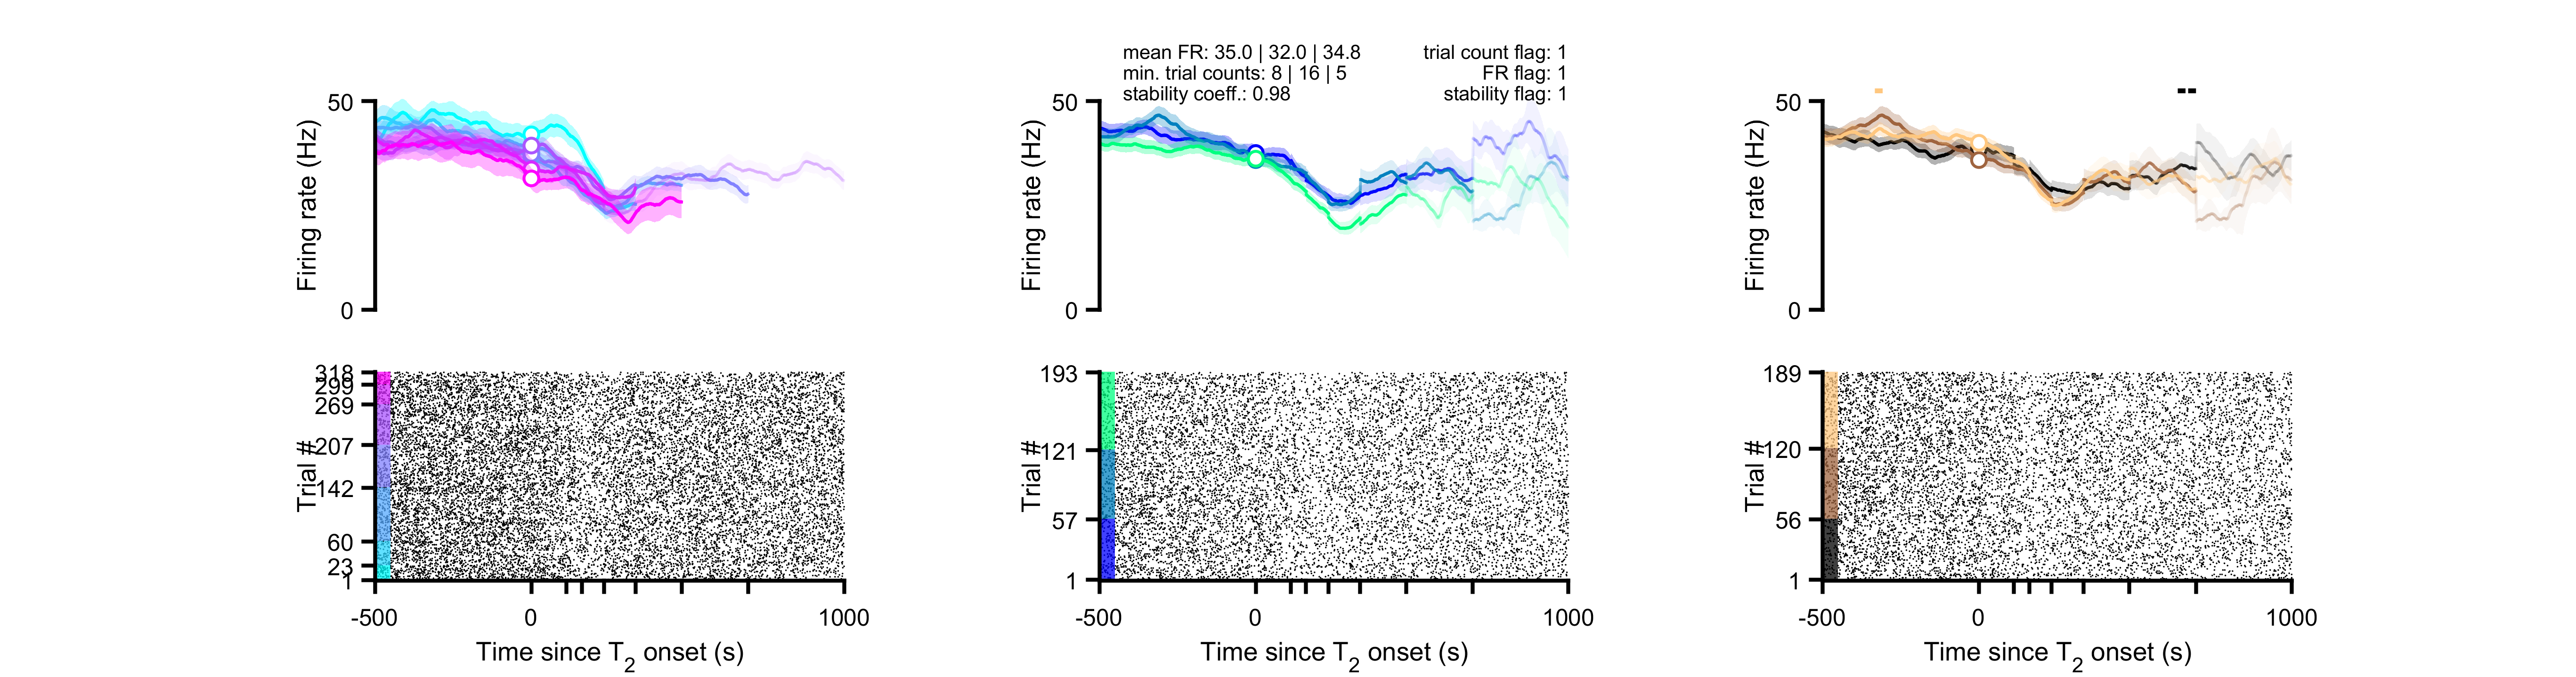 mean FR: 35.0 | 32.0 | 34.8
trial count flag: 1
min. trial counts: 8 | 16 | 5
FR flag: 1
stability coeff.: 0.98
stability flag: 1
50
Firing rate (Hz)
0
50
Firing rate (Hz)
0
50
Firing rate (Hz)
0
318
299
269
207
142
60
23
1
Trial #
-500
0
1000
Time since T2 onset (s)
193
121
57
1
Trial #
-500
0
1000
Time since T2 onset (s)
189
120
56
1
Trial #
-500
0
1000
Time since T2 onset (s)